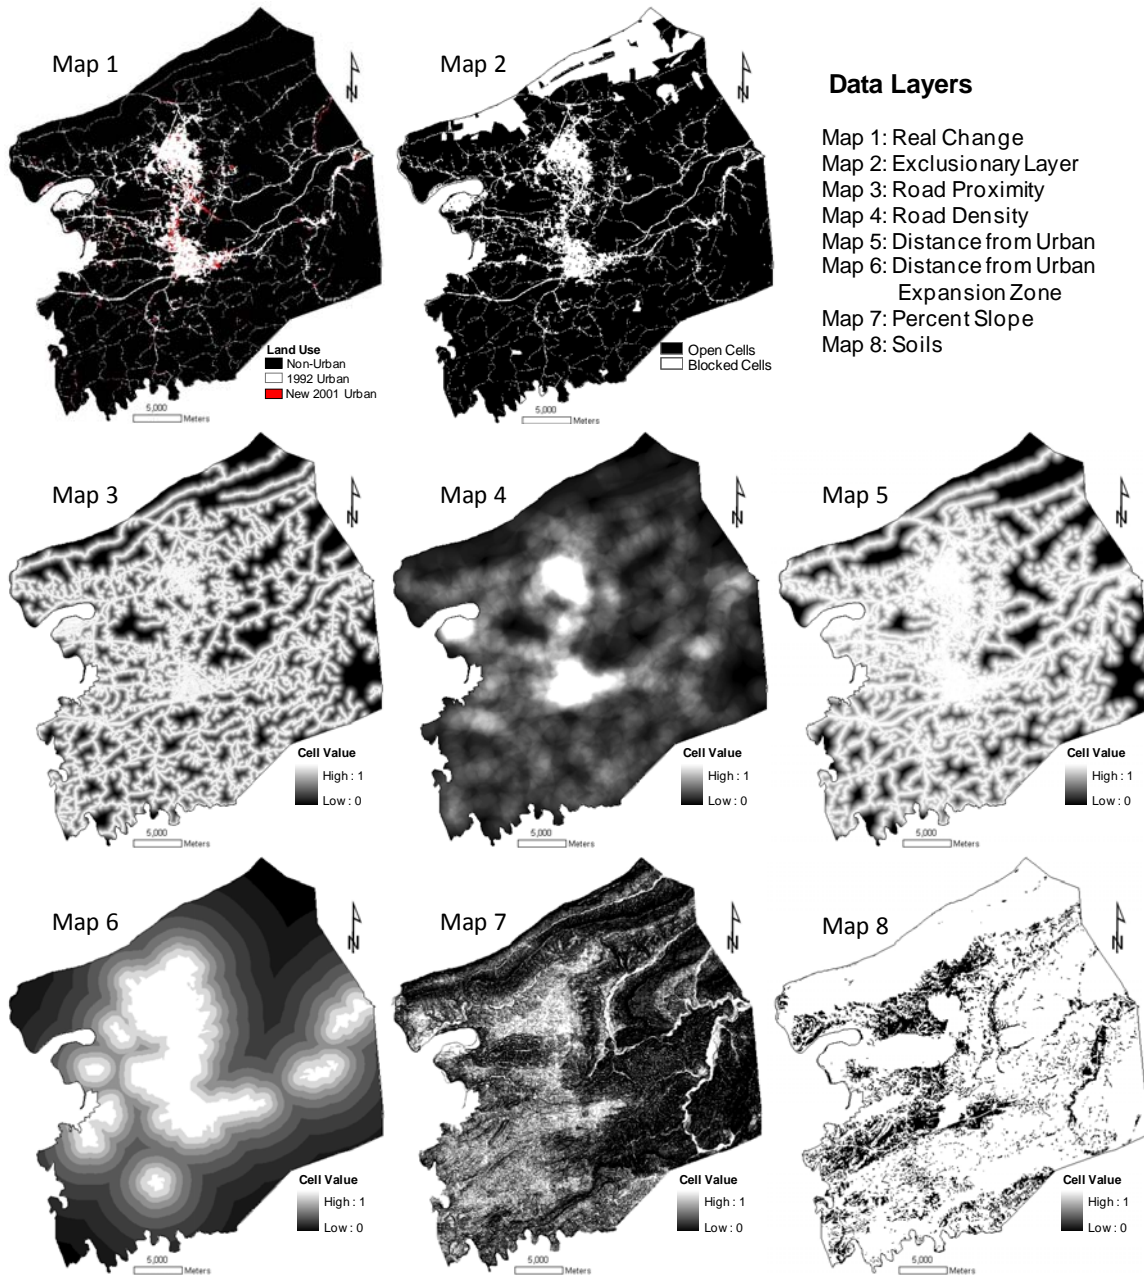 Map 1
N
Land Use
Non-Urban
1992 Urban
New 2001 Urban
5,000
Meters
Map 2
N
Open Cells
Blocked Cells
5,000
Meters
Data Layers
Map 1: Real Change
Map 2: Exclusionary Layer
Map 3: Road Proximity
Map 4: Road Density
Map 5: Distance from Urban
Map 6: Distance from Urban
Expansion Zone
Map 7: Percent Slope
Map 8: Soils
Map 3
N
Cell Value
High : 1
Low : 0
5,000
Meters
Map 4
N
Cell Value
High : 1
Low : 0
5,000
Meters
Map 5
N
Cell Value
High : 1
Low : 0
5,000
Meters
Map 6
N
Cell Value
High : 1
Low : 0
5,000
Meters
Map 7
N
Cell Value
High : 1
Low : 0
5,000
Meters
Map 8
N
Cell Value
High : 1
Low : 0
5,000
Meters